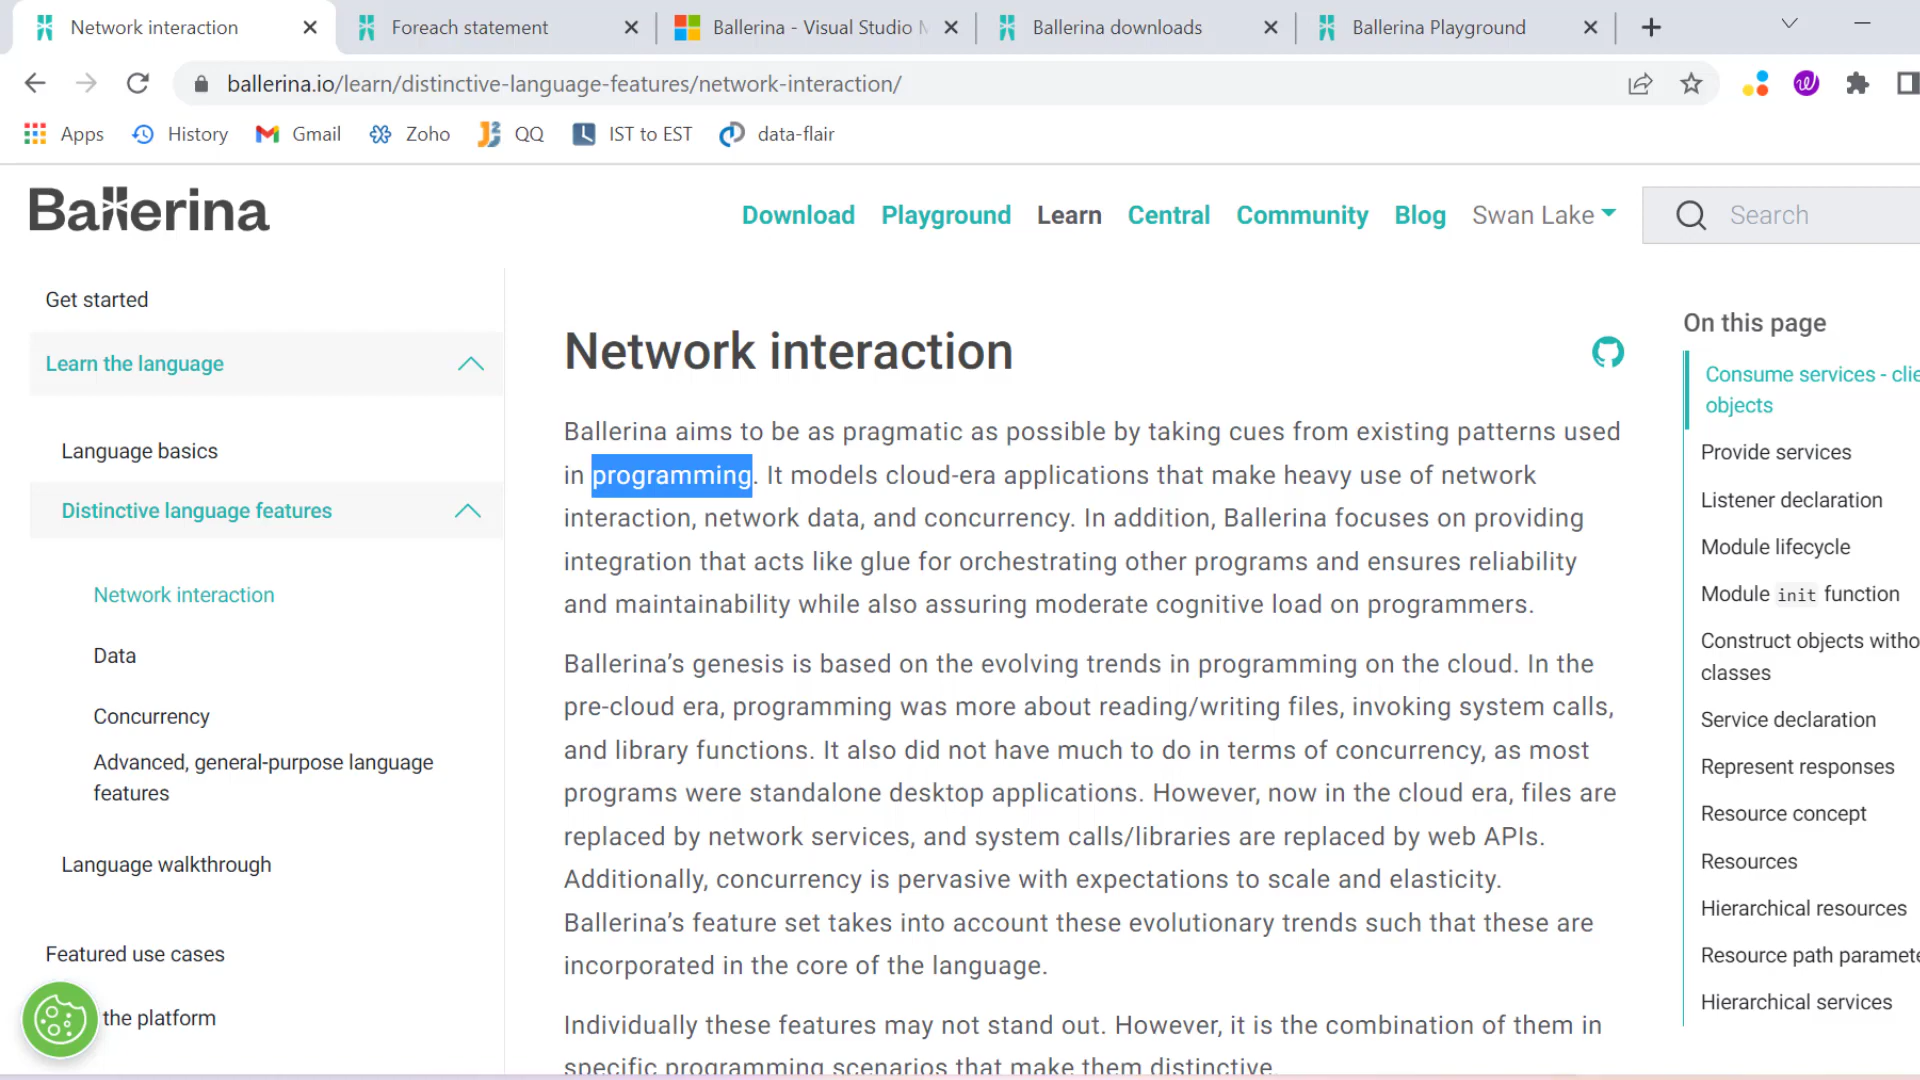 Network interaction
Foreach statement
Ballerina - Visual Studio
Ballerina downloads
Ballerina Playground
ballerina.io/learn/distinctive-language-features/network-interaction/
Apps
History
Gmail
Zoho
QQ
IST to EST
data-flair
Ballerina
Download
Playground
Learn
Central
Community
Blog
Swan Lake
Search
Get started
Learn the language
Language basics
Distinctive language features
Network interaction
Data
Concurrency
Advanced, general-purpose language
features
Language walkthrough
Featured use cases
the platform
Network interaction
Ballerina aims to be as pragmatic as possible by taking cues from existing patterns used
in programming. It models cloud-era applications that make heavy use of network
interaction, network data, and concurrency. In addition, Ballerina focuses on providing
integration that acts like glue for orchestrating other programs and ensures reliability
and maintainability while also assuring moderate cognitive load on programmers.
Ballerina’s genesis is based on the evolving trends in programming on the cloud. In the
pre-cloud era, programming was more about reading/writing files, invoking system calls,
and library functions. It also did not have much to do in terms of concurrency, as most
programs were standalone desktop applications. However, now in the cloud era, files are
replaced by network services, and system calls/libraries are replaced by web APIs.
Additionally, concurrency is pervasive with expectations to scale and elasticity.
Ballerina’s feature set takes into account these evolutionary trends such that these are
incorporated in the core of the language.
Individually these features may not stand out. However, it is the combination of them in
specific programming scenarios that make them distinctive.
On this page
Consume services - clie
objects
Provide services
Listener declaration
Module lifecycle
Module init function
Construct objects witho
classes
Service declaration
Represent responses
Resource concept
Resources
Hierarchical resources
Resource path paramete
Hierarchical services